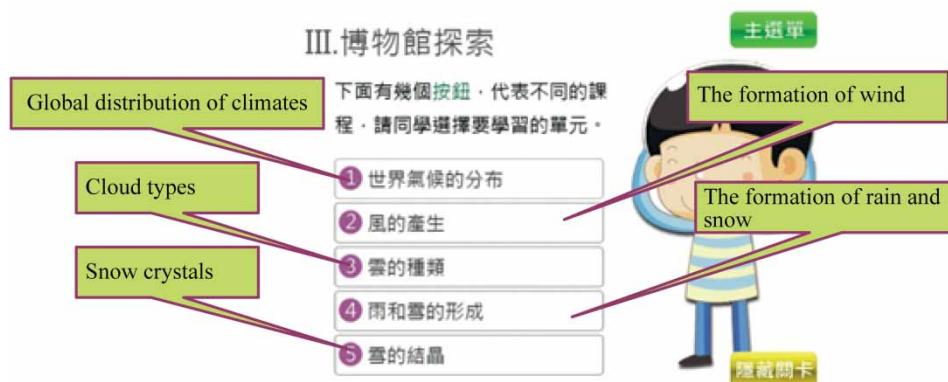 主選單
III.博物館探索
下面有幾個按鈕，代表不同的課
程，請同學選擇要學習的單元。
Global distribution of climates
The formation of wind
1 世界氣候的分布
Cloud types
2 風的產生
The formation of rain and
snow
3 雲的種類
Snow crystals
4 雨和雪的形成
5 雪的結晶
隱藏關卡